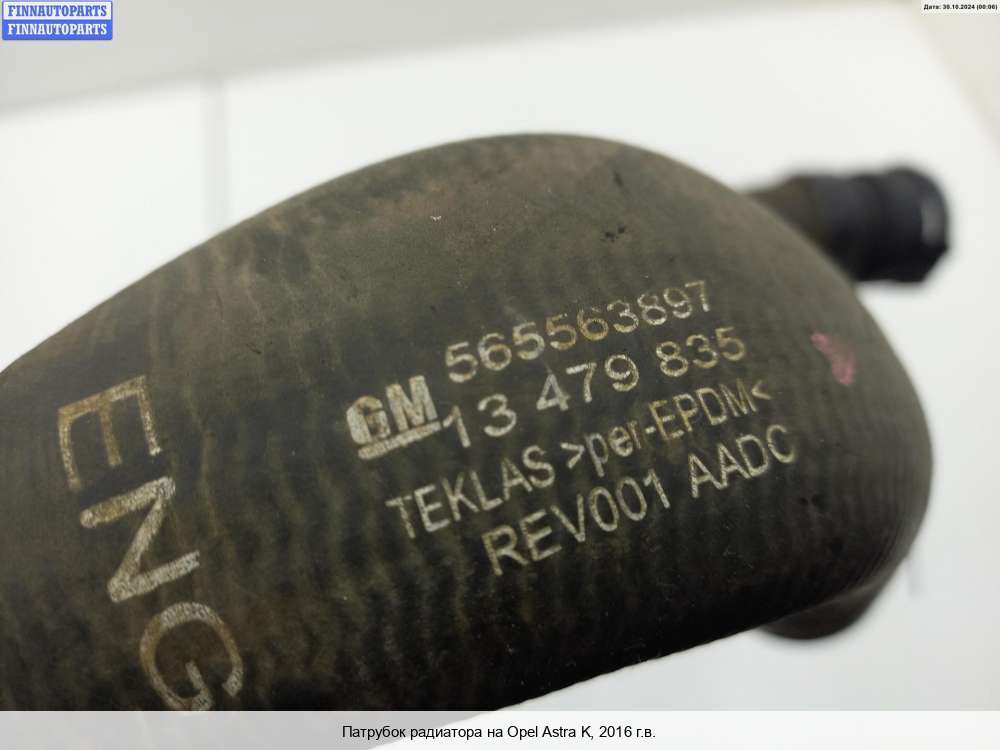 FINNAUTOPARTS
FINNAUTOPARTS
Дата: 30.10.2024 (00:06)
565563897
GM 13 479 835
TEKLAS >per-EPDM<
REV001 AADC
ENG
Патрубок радиатора на Opel Astra K, 2016 г.в.